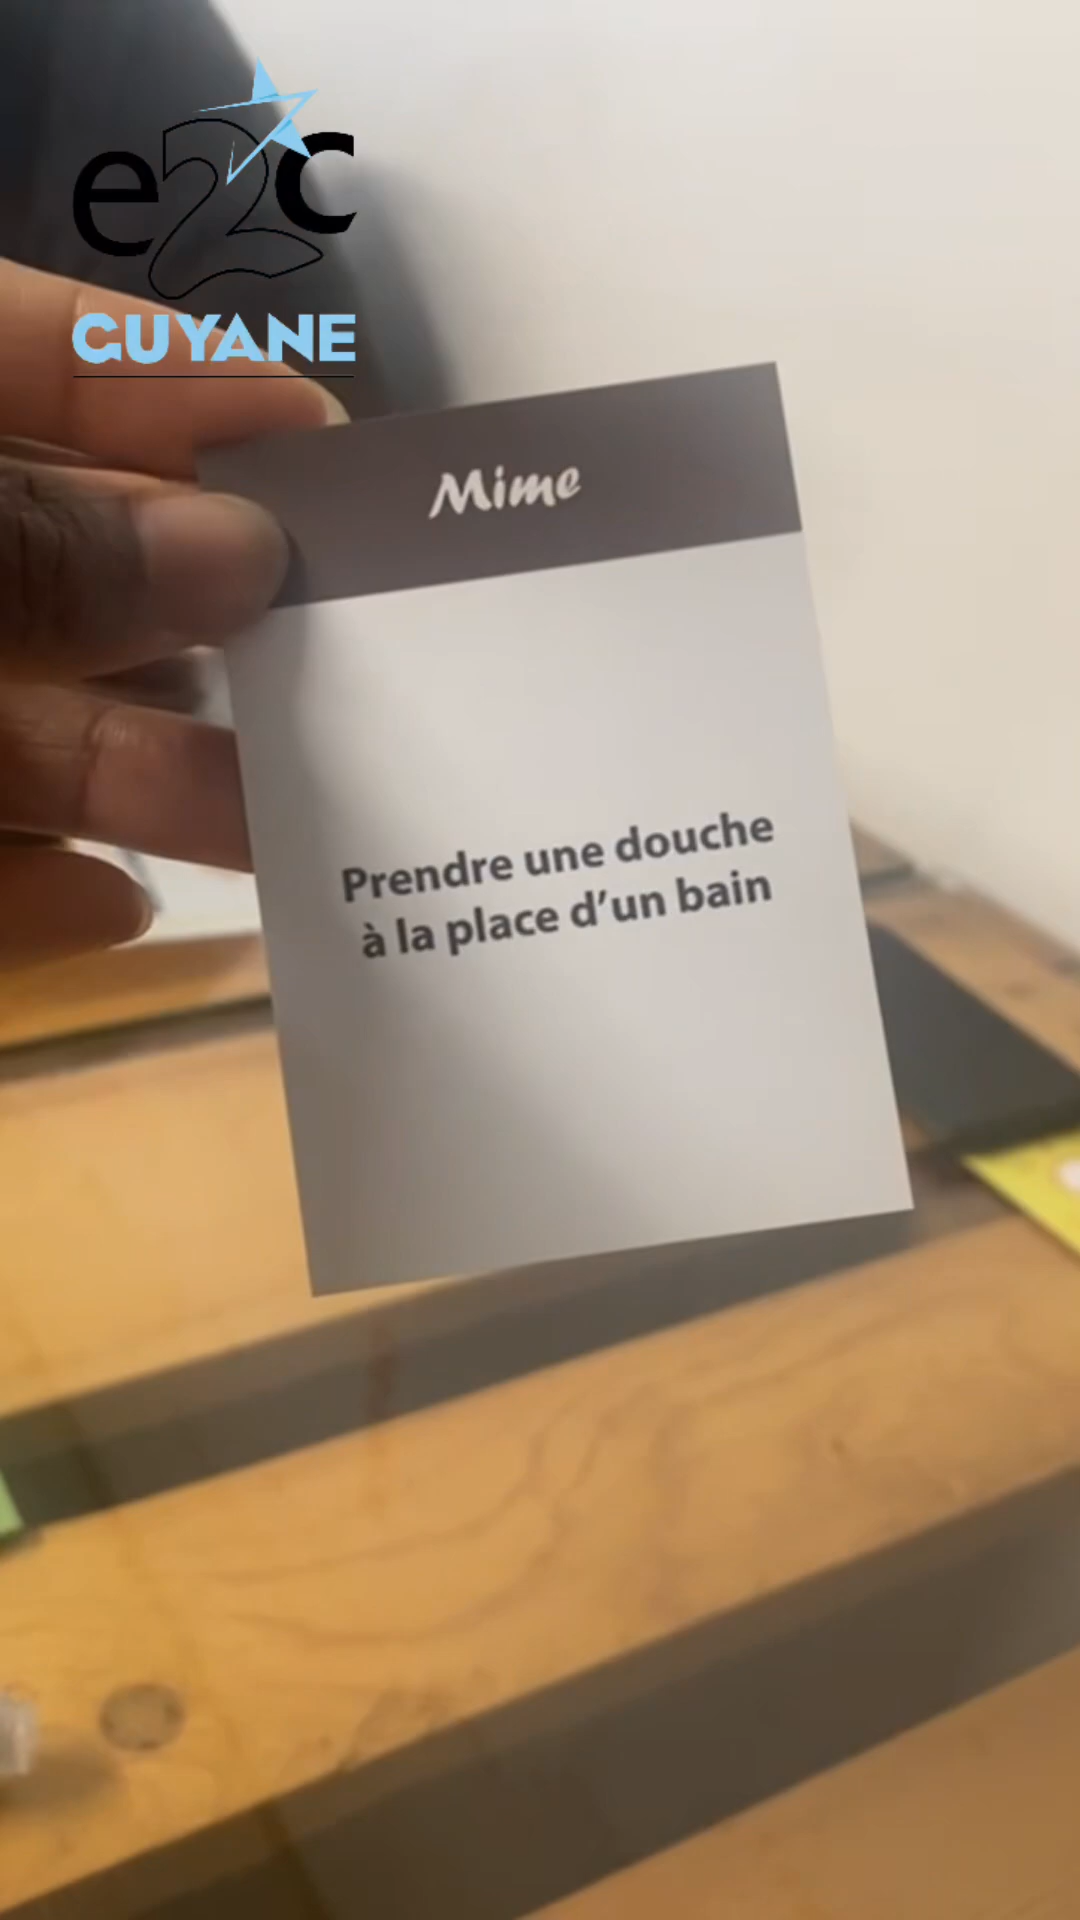 e2c
GUYANE
Mime
Prendre une douche
à la place d’un bain